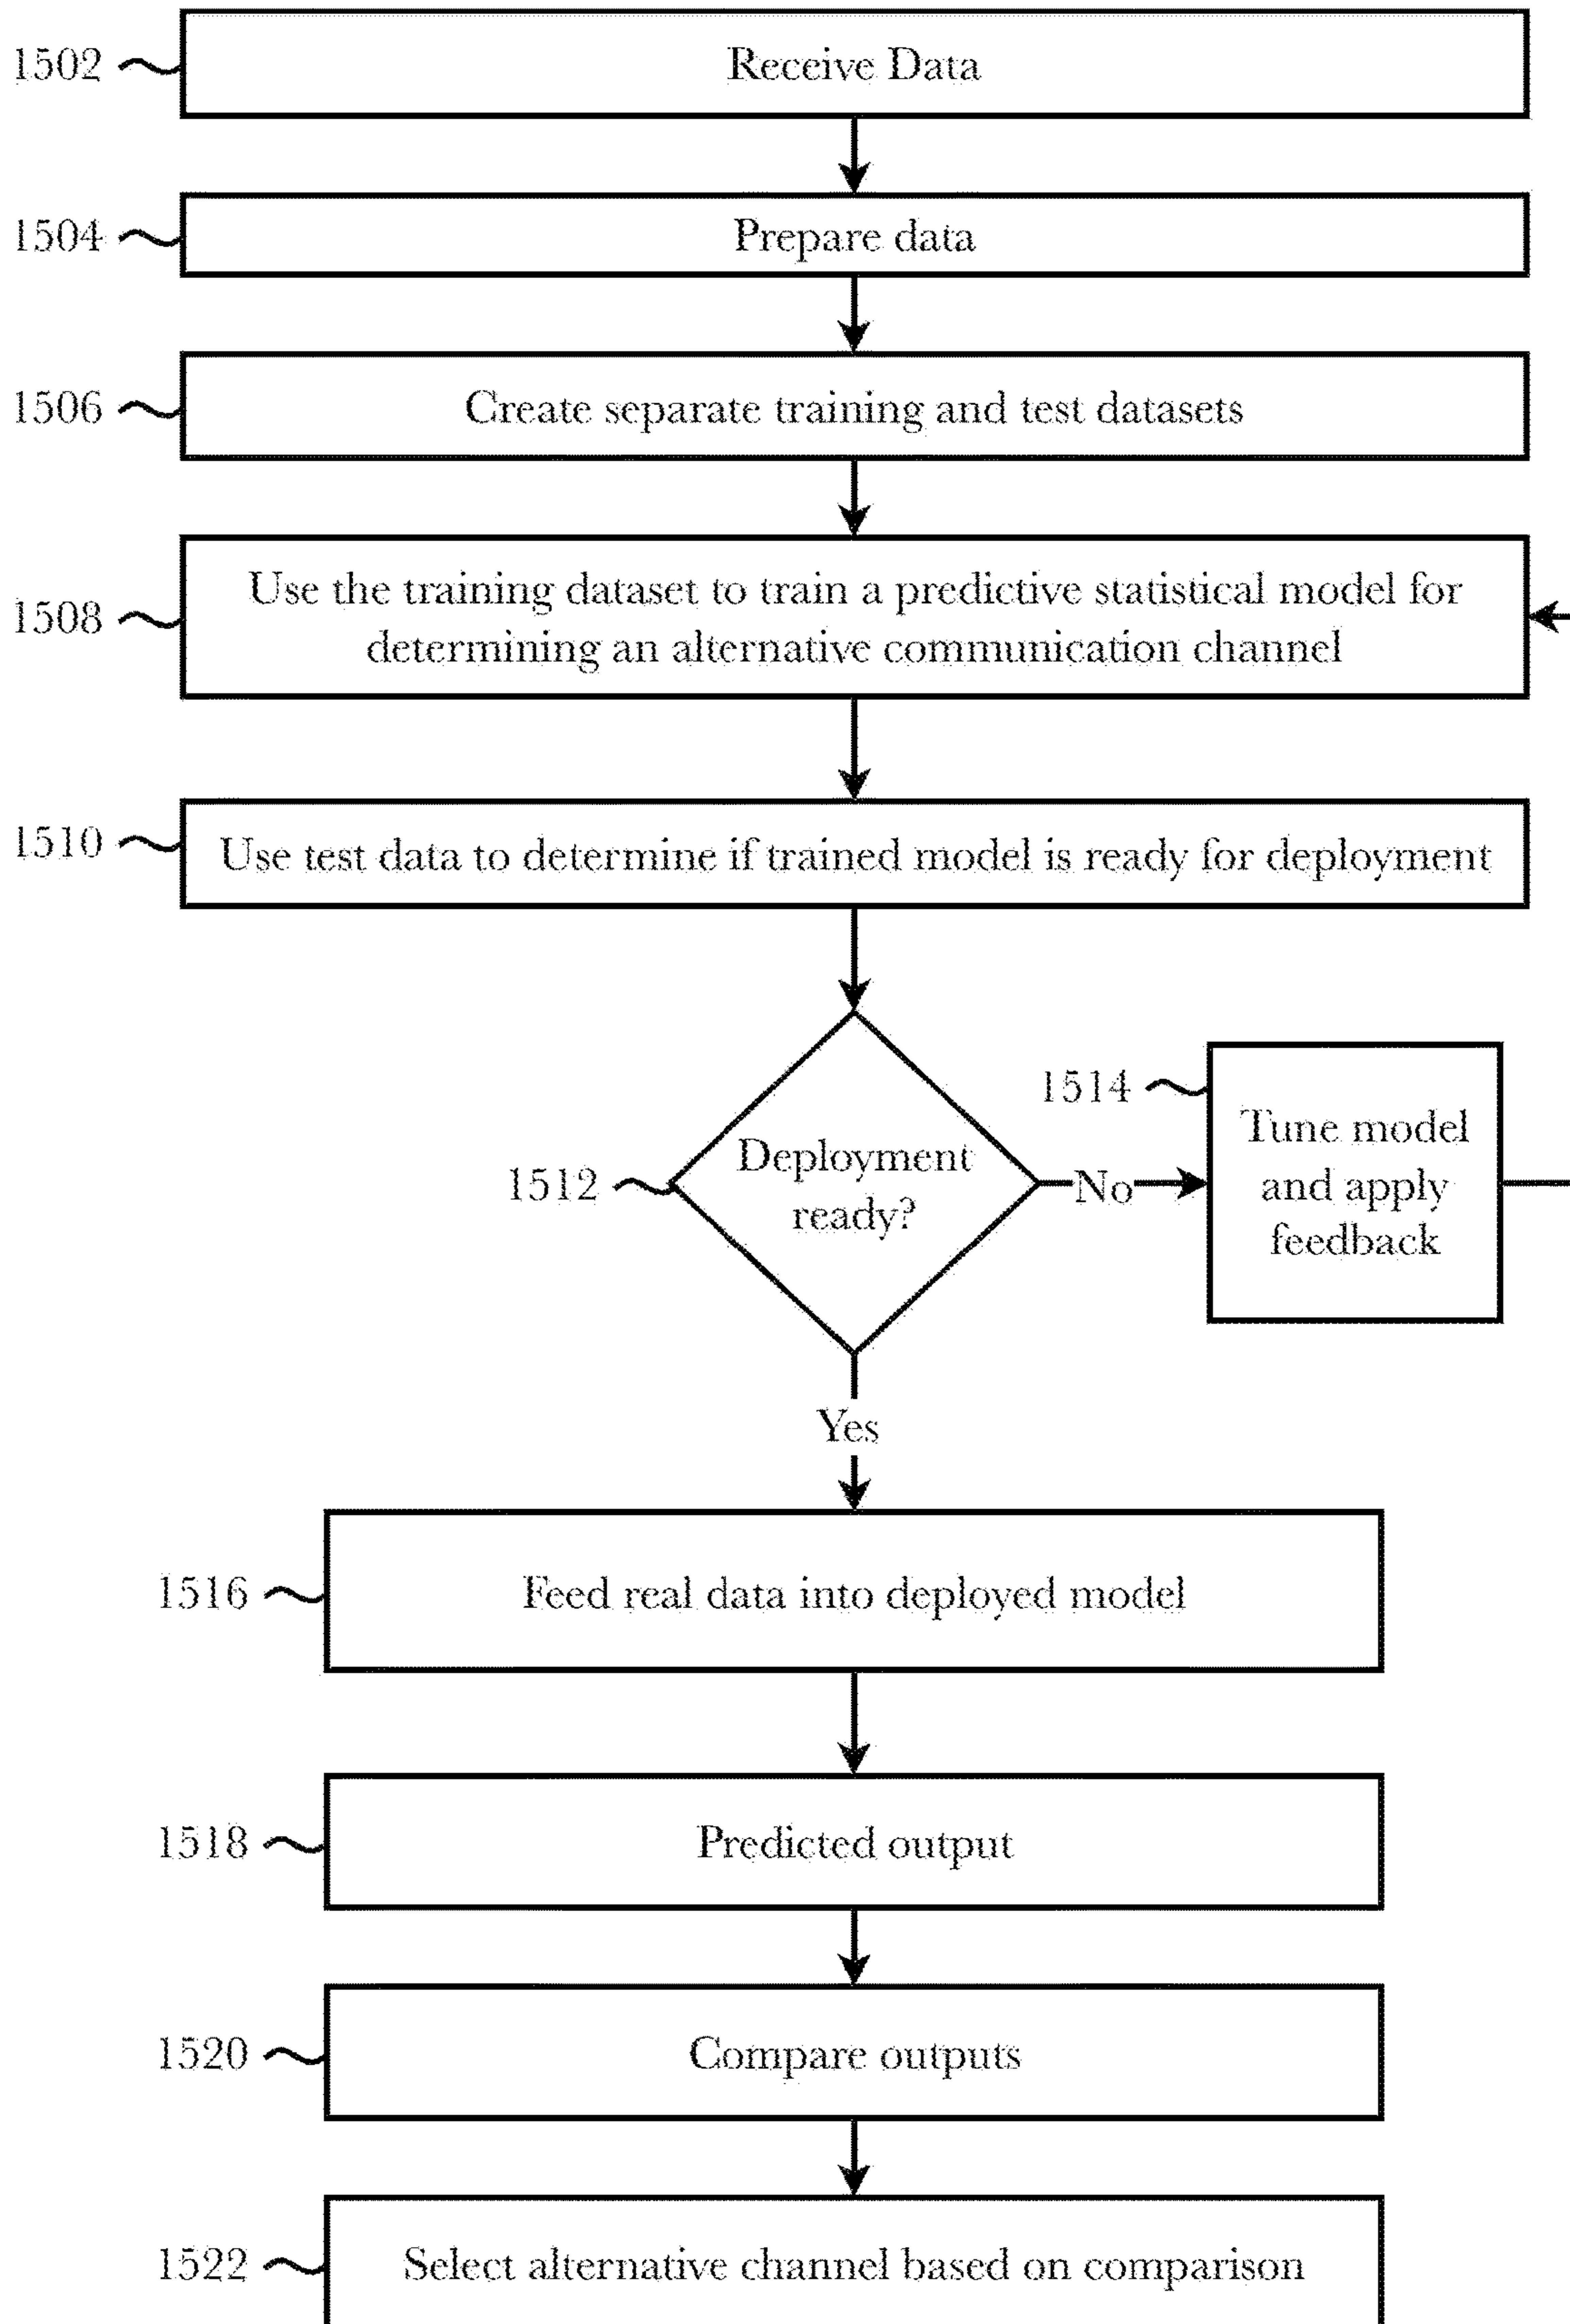 1502
Receive Data
1504
Prepare data
1506
Create separate training and test datasets
1508
Use the training dataset to train a predictive statistical model for
determining an alternative communication channel
1510
Use test data to determine if trained model is ready for deployment
1512
Deployment
ready?
No
1514
Tune model
and apply
feedback
Yes
1516
Feed real data into deployed model
1518
Predicted output
1520
Compare outputs
1522
Select alternative channel based on comparison